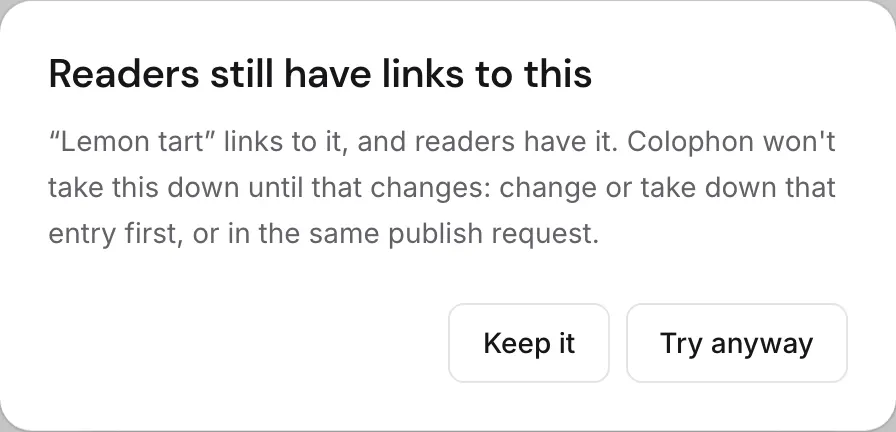 Readers still have links to this
“Lemon tart” links to it, and readers have it. Colophon won't
take this down until that changes: change or take down that
entry first, or in the same publish request.
Keep it
Try anyway